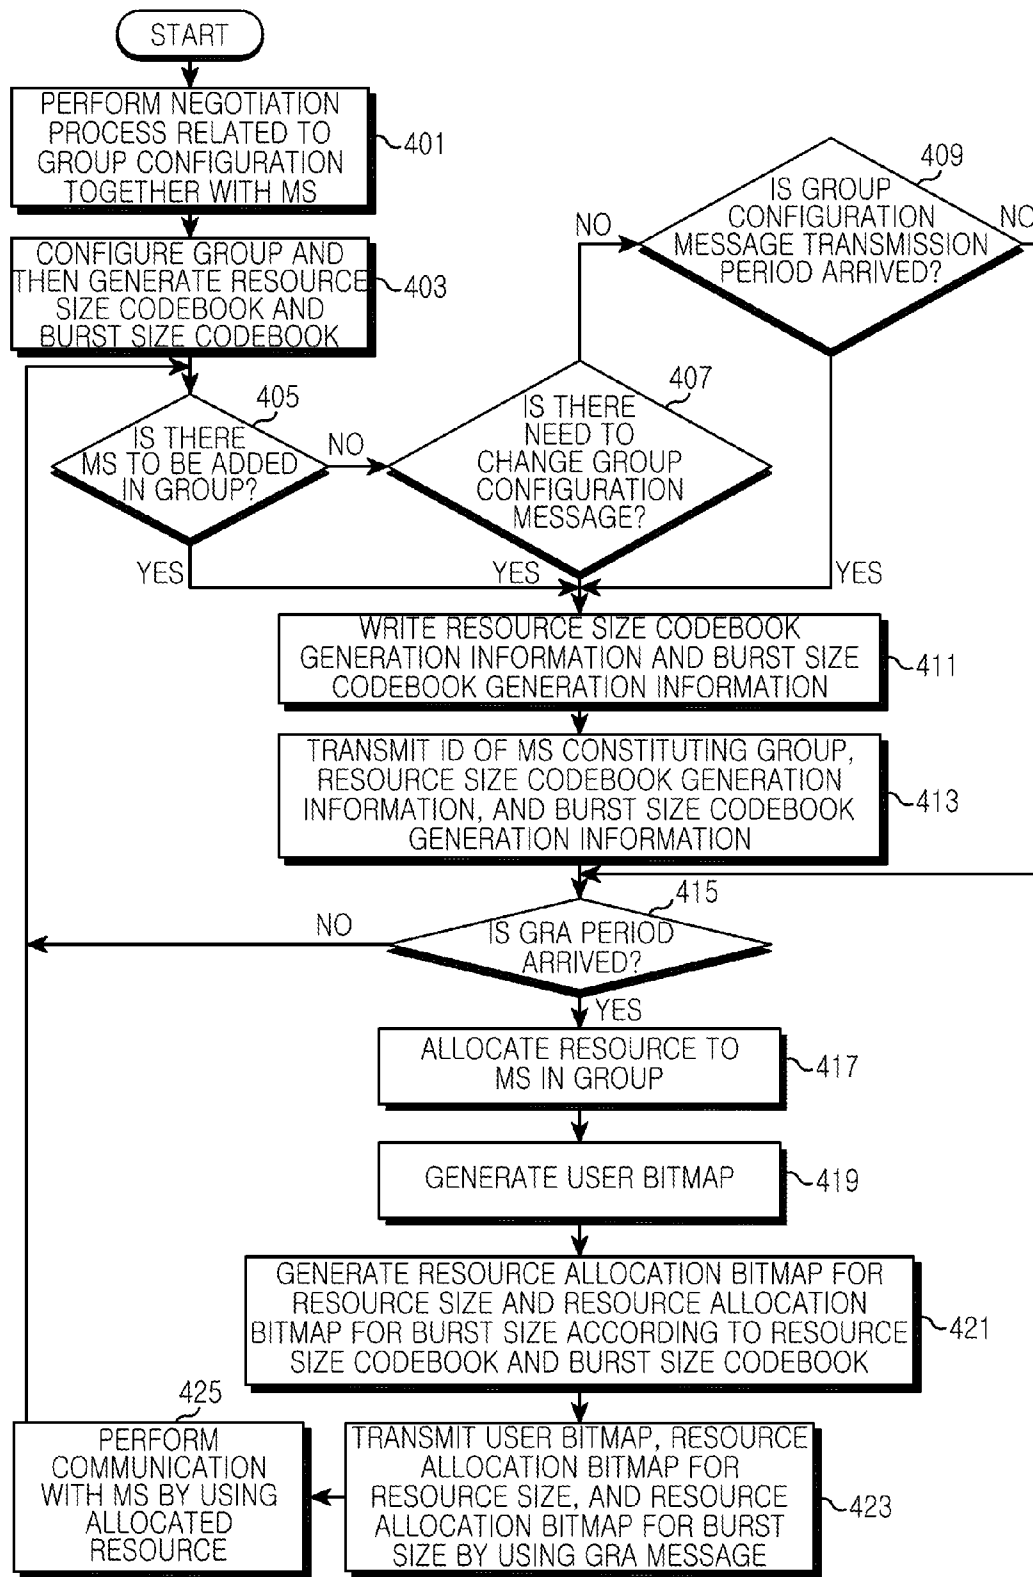 START
PERFORM NEGOTIATION
PROCESS RELATED TO
GROUP CONFIGURATION
TOGETHER WITH MS
401
CONFIGURE GROUP AND
THEN GENERATE RESOURCE
SIZE CODEBOOK AND
BURST SIZE CODEBOOK
403
405
IS THERE
MS TO BE ADDED
IN GROUP?
NO
YES
407
IS THERE
NEED TO
CHANGE GROUP
CONFIGURATION
MESSAGE?
NO
YES
409
IS GROUP
CONFIGURATION
MESSAGE TRANSMISSION
PERIOD ARRIVED?
NO
YES
WRITE RESOURCE SIZE CODEBOOK
GENERATION INFORMATION AND BURST SIZE
CODEBOOK GENERATION INFORMATION
411
TRANSMIT ID OF MS CONSTITUTING GROUP,
RESOURCE SIZE CODEBOOK GENERATION
INFORMATION, AND BURST SIZE CODEBOOK
GENERATION INFORMATION
413
415
IS GRA PERIOD
ARRIVED?
NO
YES
ALLOCATE RESOURCE TO
MS IN GROUP
417
GENERATE USER BITMAP
419
GENERATE RESOURCE ALLOCATION BITMAP FOR
RESOURCE SIZE AND RESOURCE ALLOCATION
BITMAP FOR BURST SIZE ACCORDING TO RESOURCE
SIZE CODEBOOK AND BURST SIZE CODEBOOK
421
TRANSMIT USER BITMAP, RESOURCE
ALLOCATION BITMAP FOR
RESOURCE SIZE, AND RESOURCE
ALLOCATION BITMAP FOR BURST
SIZE BY USING GRA MESSAGE
423
425
PERFORM
COMMUNICATION
WITH MS BY USING
ALLOCATED
RESOURCE